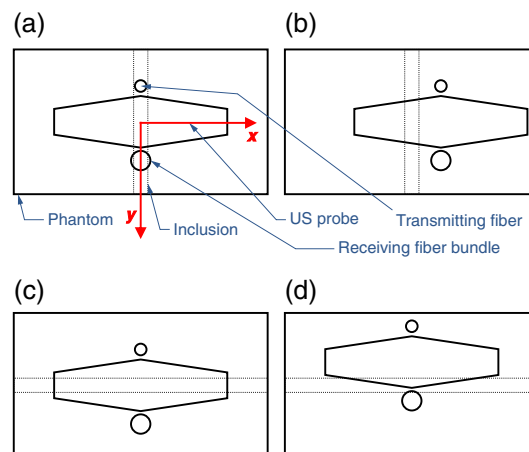 (a)
(b)
x
y
Phantom
Inclusion
US probe
Transmitting fiber
Receiving fiber bundle
(c)
(d)